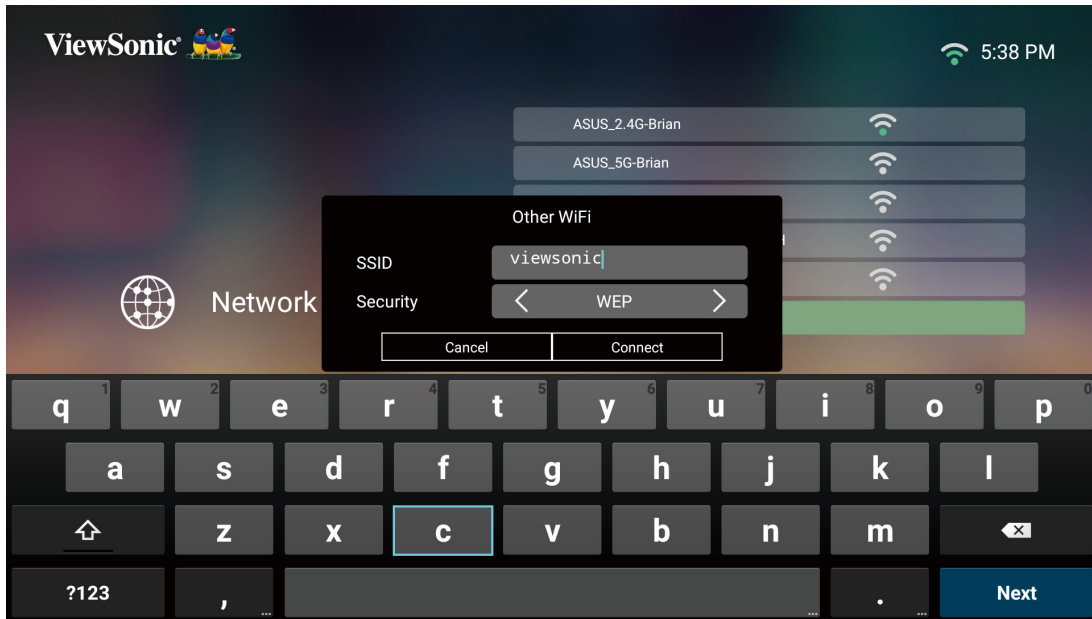 ViewSonic®
5:38 PM
ASUS_2.4G-Brian
ASUS_5G-Brian
Other WiFi
SSID viewsonic
Security WEP
Network
Cancel Connect
q 1 w 2 e 3 r 4 t 5 y 6 u 7 i 8 o 9 p 0
a s d f g h j k l
z x c v b n m
?123 , ... ... . ... Next